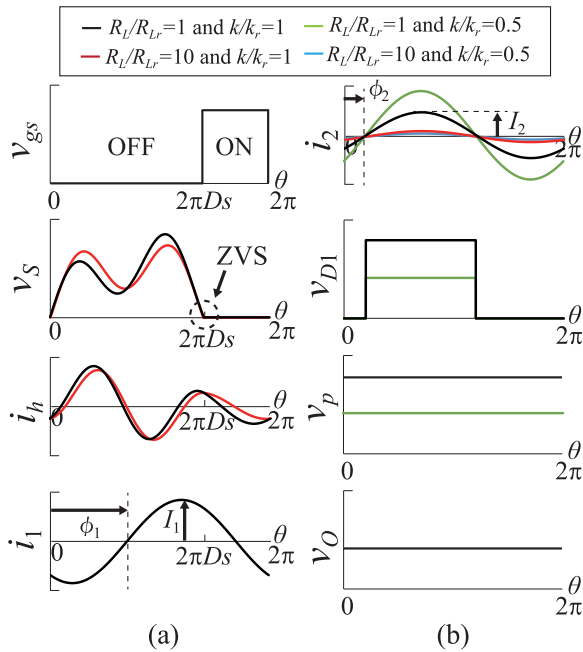 R_L/R_Lr=1 and k/k_r=1
R_L/R_Lr=1 and k/k_r=0.5
R_L/R_Lr=10 and k/k_r=1
R_L/R_Lr=10 and k/k_r=0.5
v_gs
OFF
ON
θ
0
2πDs
2π
v_S
ZVS
θ
0
2πDs
2π
i_h
θ
0
2πDs
2π
i_1
ϕ_1
I_1
θ
0
2πDs
2π
(a)
i_2
ϕ_2
I_2
θ
0
2π
v_D1
θ
0
2π
v_p
θ
0
2π
v_O
θ
0
2π
(b)